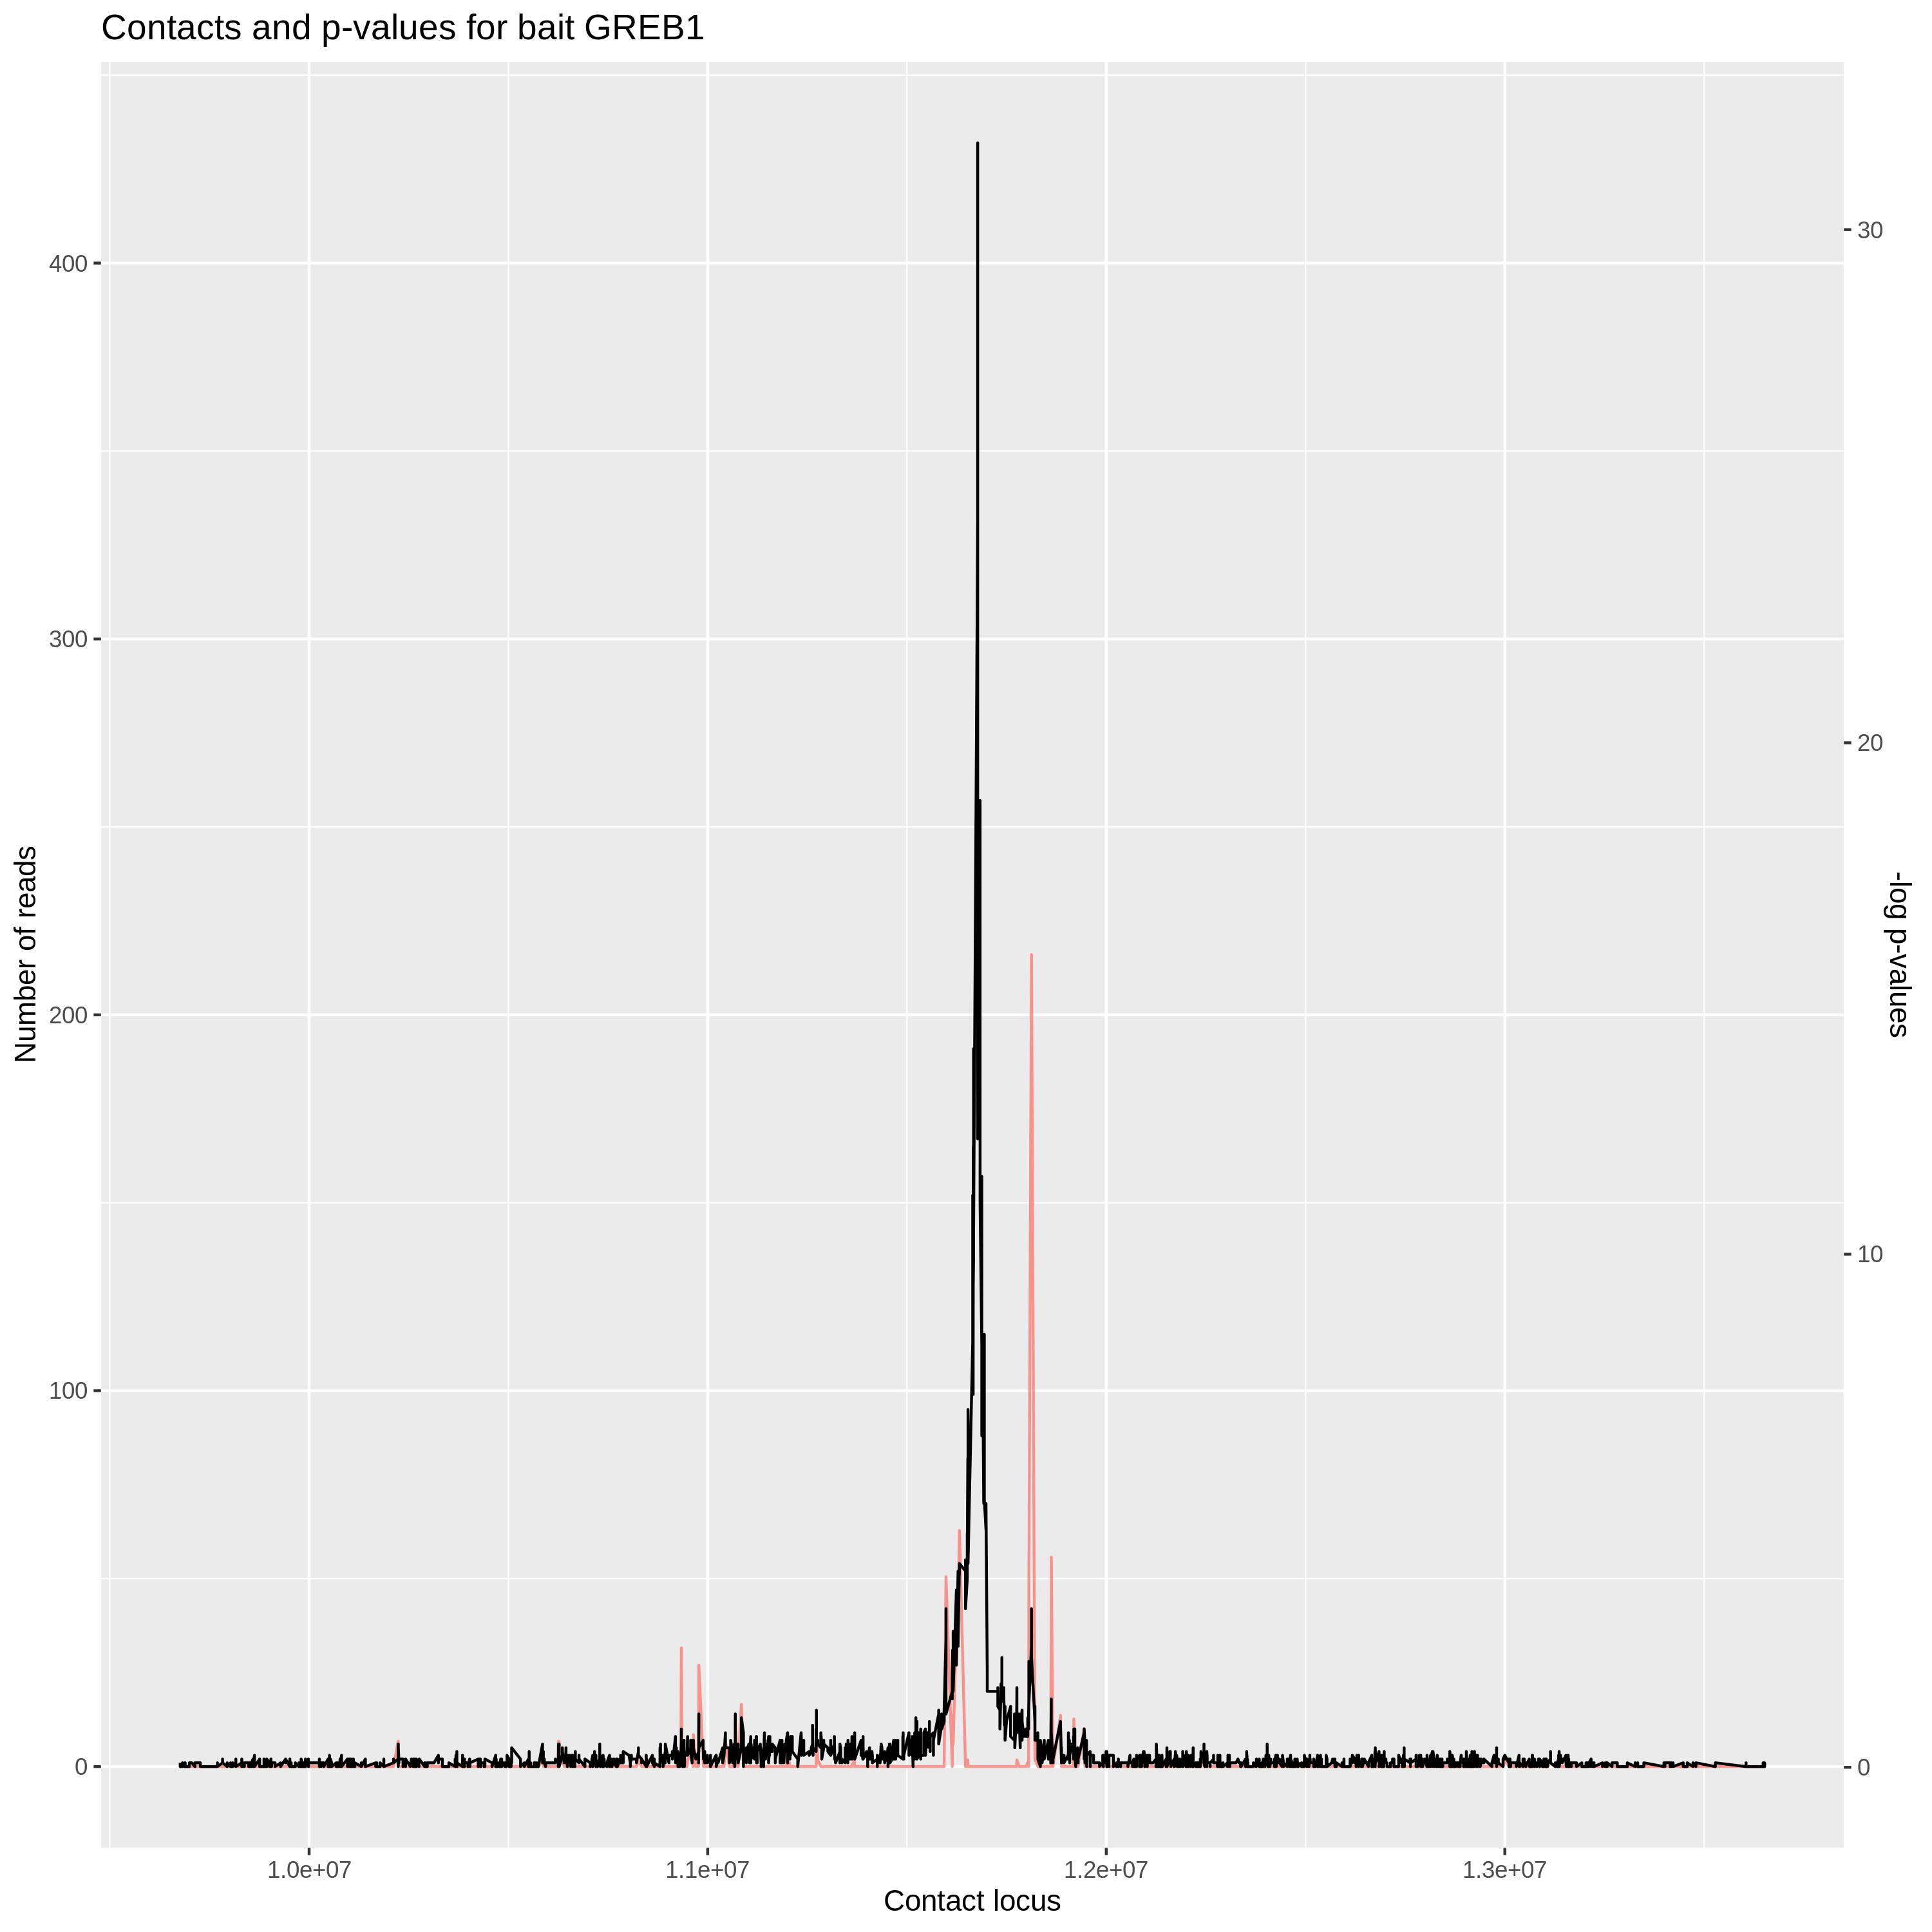 Contacts and p-values for bait GREB1
Number of reads
400
300
200
100
0
30
20
10
0
-log p-values
1.0e+07
1.1e+07
1.2e+07
1.3e+07
Contact locus